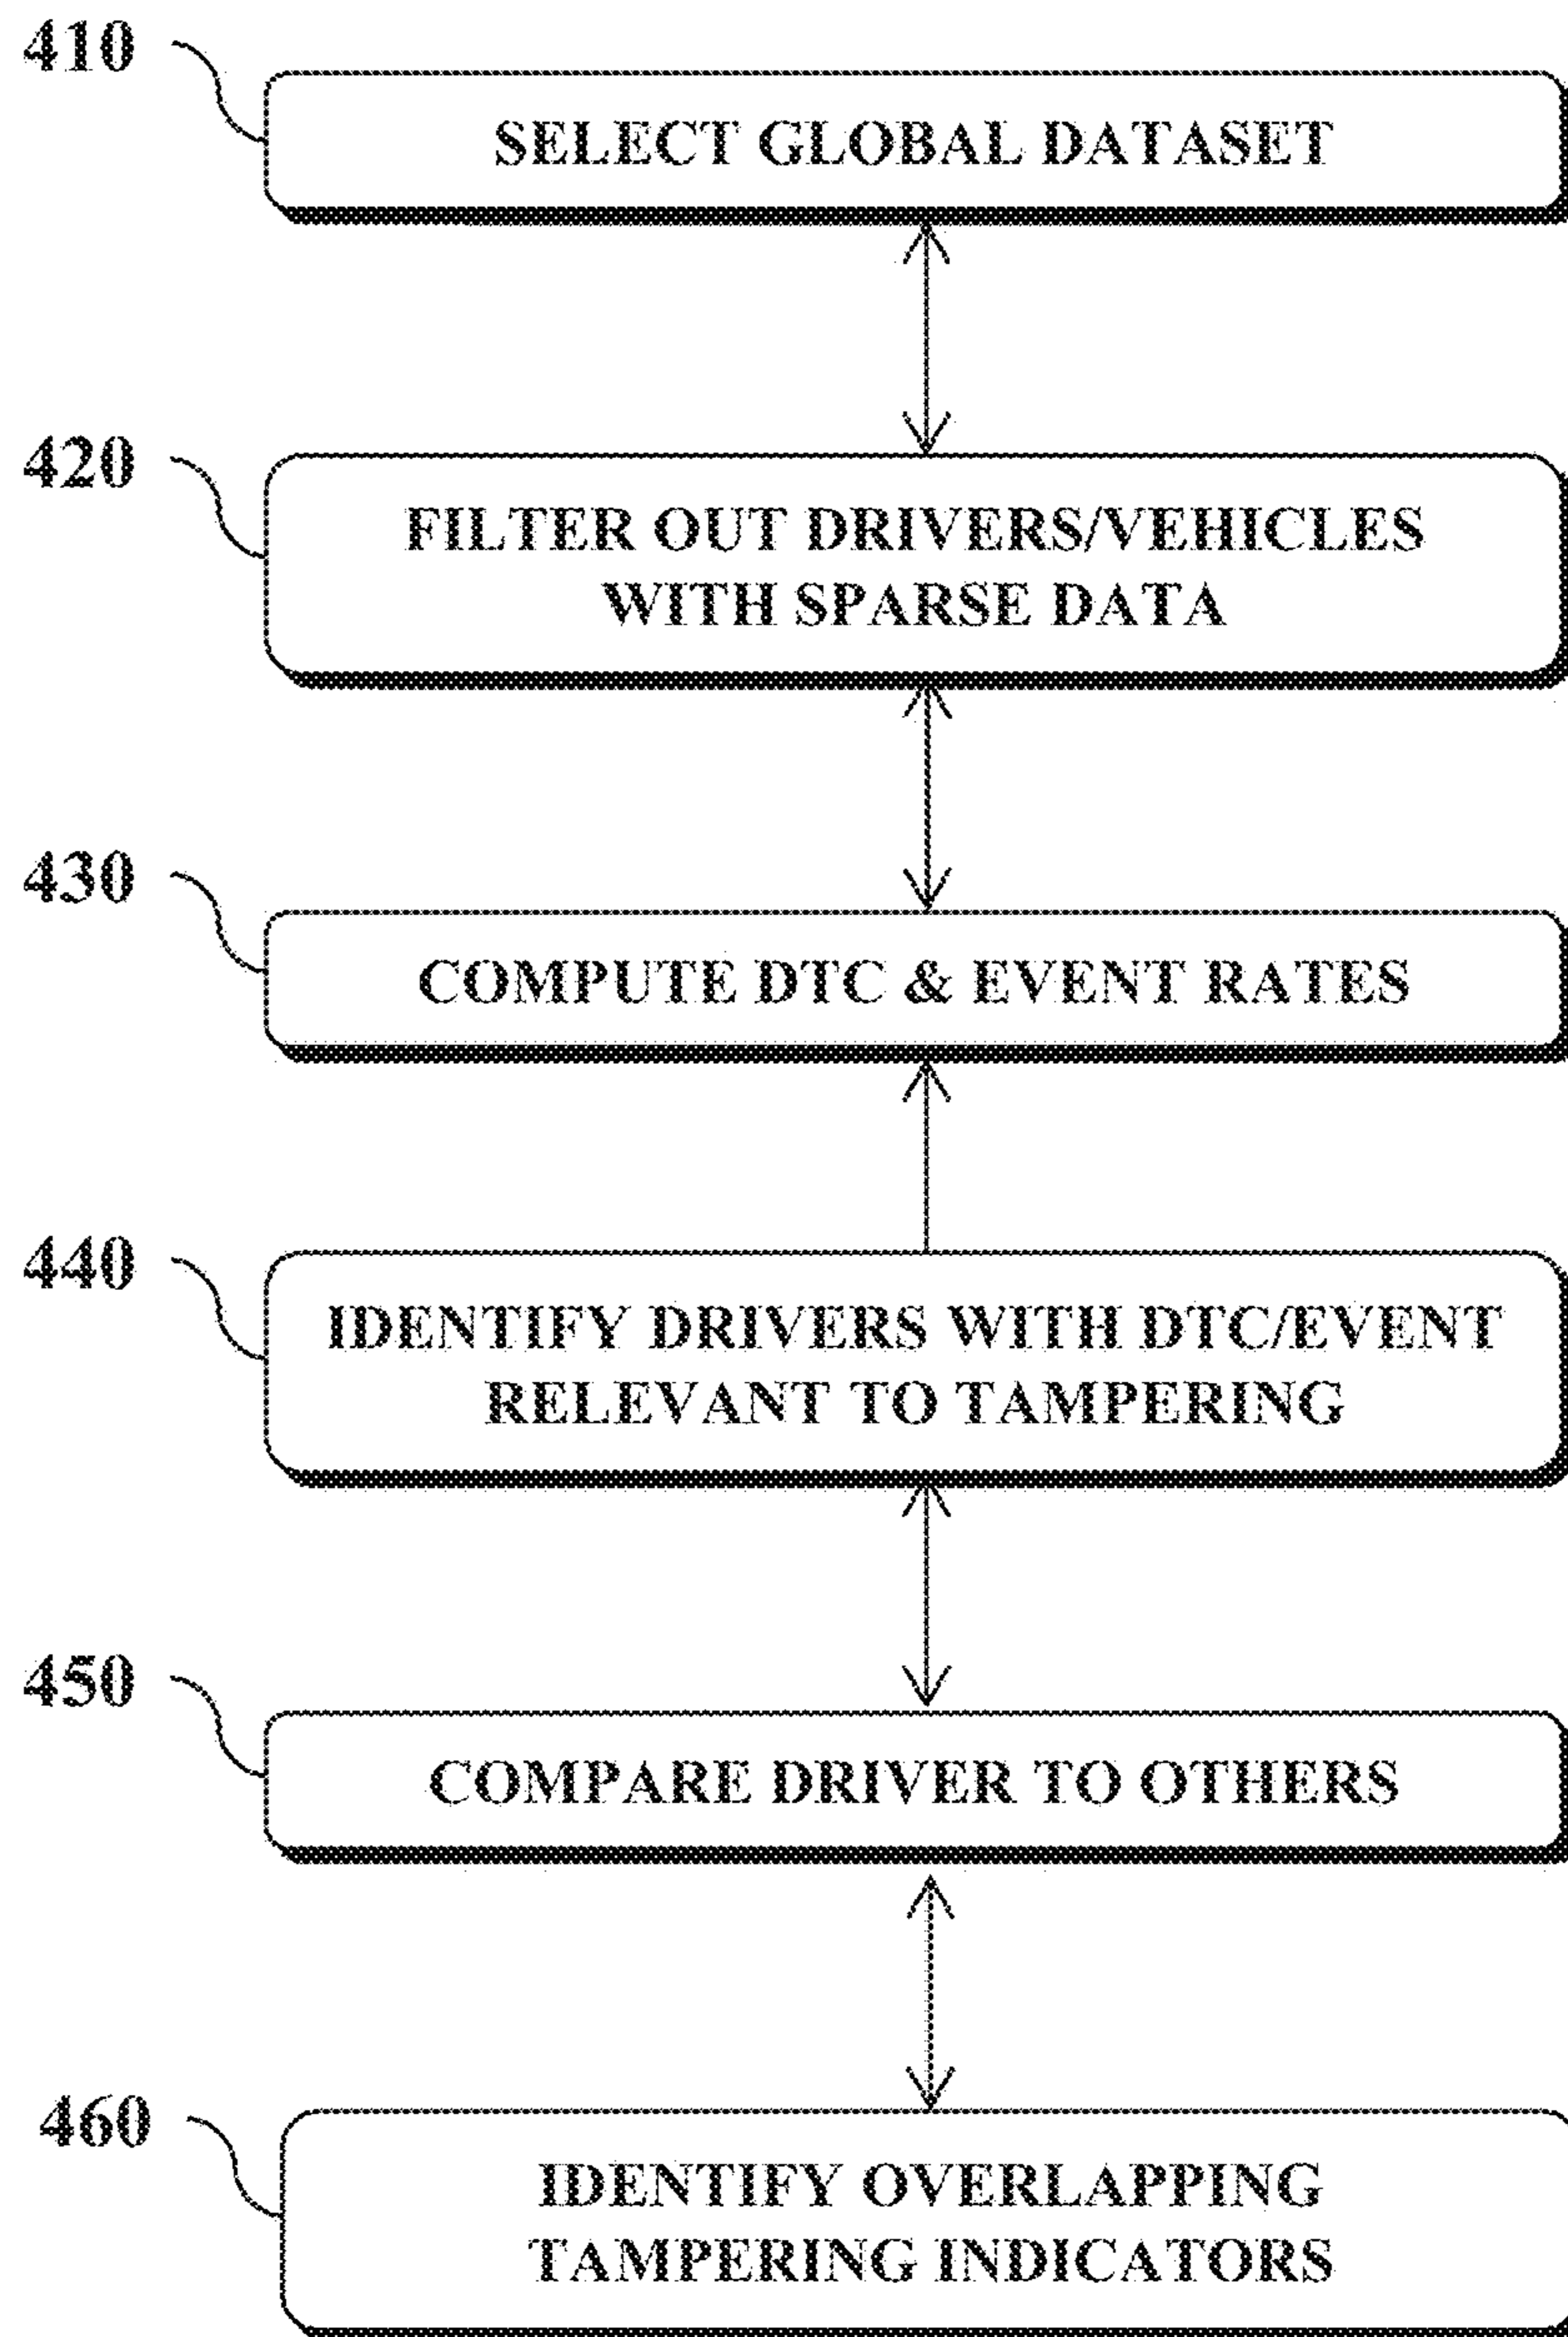 410
SELECT GLOBAL DATASET
420
FILTER OUT DRIVERS/VEHICLES
WITH SPARSE DATA
430
COMPUTE DTC & EVENT RATES
440
IDENTIFY DRIVERS WITH DTC/EVENT
RELEVANT TO TAMPERING
450
COMPARE DRIVER TO OTHERS
460
IDENTIFY OVERLAPPING
TAMPERING INDICATORS